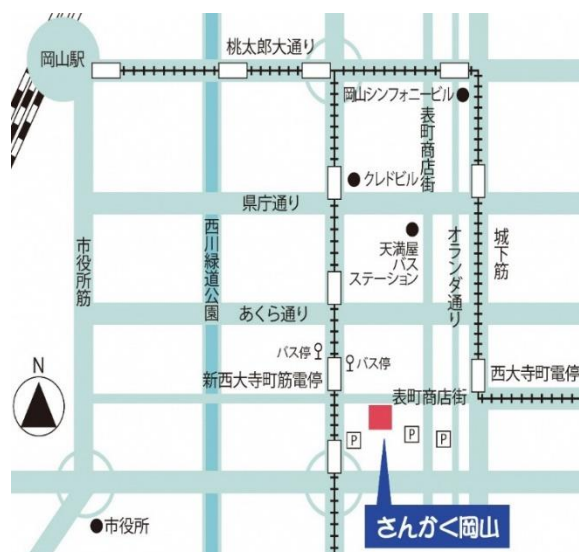 桃太郎大通り
岡山駅
岡山シンフォニービル
表町商店街
クレドビル
県庁通り
市役所筋
西川緑道公園
天満屋
バス
ステーション
オランダ通り
城下筋
あくら通り
バス停
バス停
新西大寺町筋電停
西大寺町電停
表町商店街
N
P
P
P
さんかく岡山
市役所